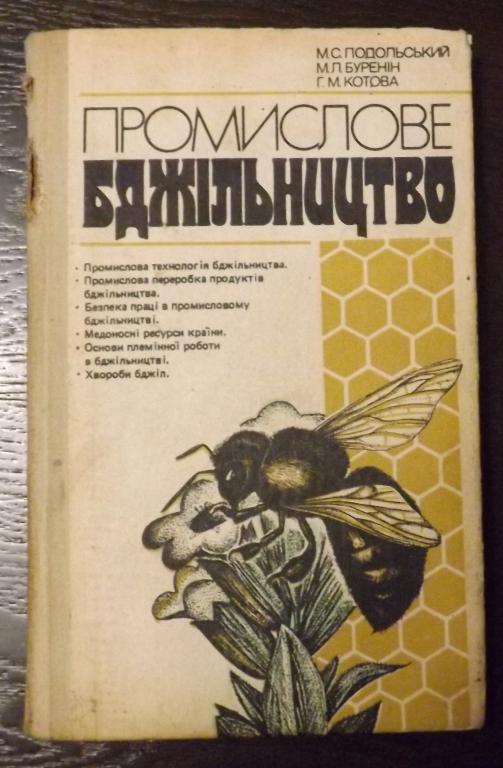 М.С.ПОДОЛЬСЬКИЙ
М.Л.БУРЕНІН
Г.М.КОТОВА
ПРОМИСЛОВЕ
БДЖІЛЬНИЦТВО
• Промислова технологія бджільництва.
• Промислова переробка продуктів
бджільництва.
• Безпека праці в промисловому
бджільництві.
• Медоносні ресурси країни.
• Основи племінної роботи
в бджільництві.
• Хвороби бджіл.